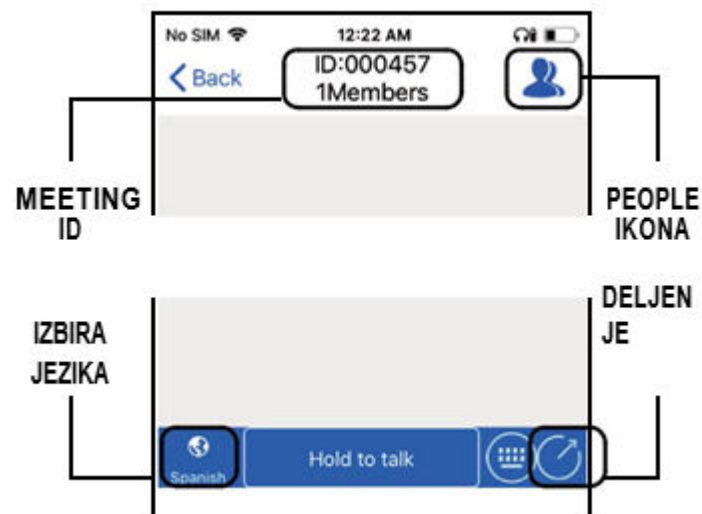 No SIM 12:22 AM
Back
ID:000457
1Members
MEETING
ID
PEOPLE
IKONA
IZBIRA
JEZIKA
DELJEN
JE
Spanish
Hold to talk